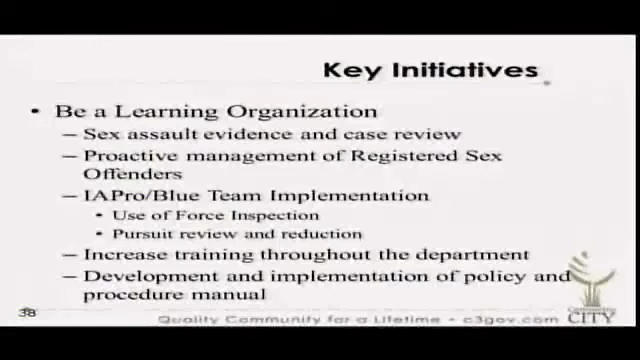 Key Initiatives
• Be a Learning Organization
– Sex assault evidence and case review
– Proactive management of Registered Sex
Offenders
– IAPro/Blue Team Implementation
• Use of Force Inspection
• Pursuit review and reduction
– Increase training throughout the department
– Development and implementation of policy and
procedure manual
38
Quality Community for a Lifetime • c3gov.com
CITY